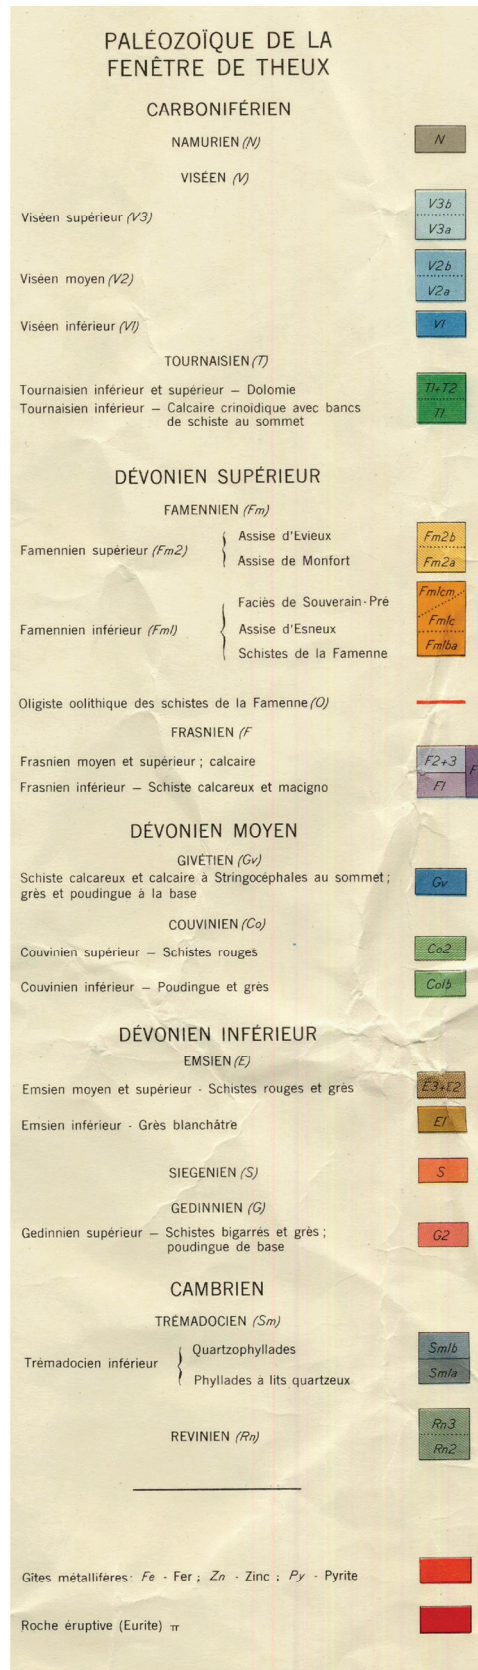 PALÉOZOÏQUE DE LA
FENÊTRE DE THEUX
CARBONIFÉRIEN
NAMURIEN (N) N
VISÉEN (V)
Viséen supérieur (V3) V3b
V3a
Viséen moyen (V2) V2b
V2a
Viséen inférieur (V1) V1
TOURNAISIEN (T)
Tournaisien inférieur et supérieur – Dolomie T1+T2
Tournaisien inférieur – Calcaire crinoïdique avec bancs T1
de schiste au sommet
DÉVONIEN SUPÉRIEUR
FAMENNIEN (Fm)
Famennien supérieur (Fm2) Assise d'Evieux Fm2b
Assise de Monfort Fm2a
Famennien inférieur (Fm1) Faciès de Souverain-Pré Fm1cm
Assise d'Esneux Fm1c
Schistes de la Famenne Fm1ba
Oligiste oolithique des schistes de la Famenne (O)
FRASNIEN (F
Frasnien moyen et supérieur ; calcaire F2+3 F
Frasnien inférieur – Schiste calcareux et macigno F1
DÉVONIEN MOYEN
GIVÉTIEN (Gv)
Schiste calcareux et calcaire à Stringocéphales au sommet ; Gv
grès et poudingue à la base
COUVINIEN (Co)
Couvinien supérieur – Schistes rouges Co2
Couvinien inférieur – Poudingue et grès Co1b
DÉVONIEN INFÉRIEUR
EMSIEN (E)
Emsien moyen et supérieur - Schistes rouges et grès E3+E2
Emsien inférieur - Grès blanchâtre E1
SIEGENIEN (S) S
GEDINNIEN (G)
Gedinnien supérieur – Schistes bigarrés et grès ; G2
poudingue de base
CAMBRIEN
TRÉMADOCIEN (Sm)
Trémadocien inférieur Quartzophyllades Sm1b
Phyllades à lits quartzeux Sm1a
REVINIEN (Rn) Rn3
Rn2
Gîtes métallifères: Fe - Fer ; Zn - Zinc ; Py - Pyrite
Roche éruptive (Eurite) π